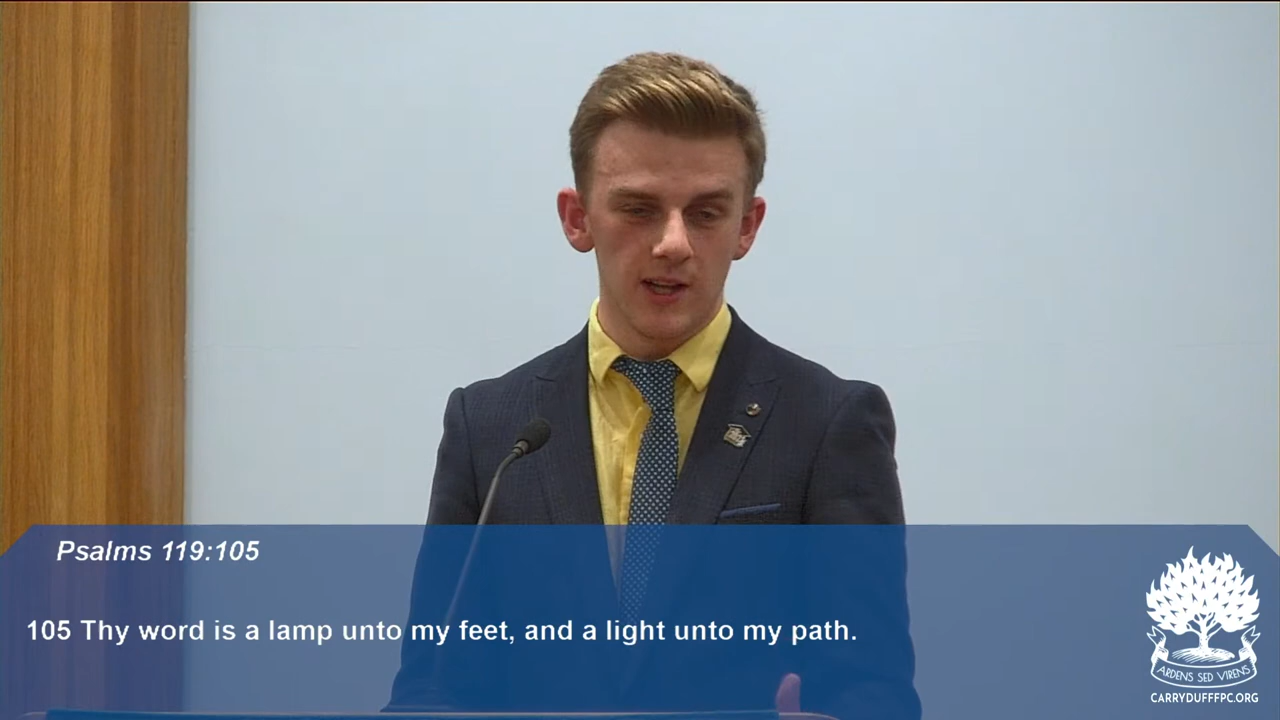 Psalms 119:105
105 Thy word is a lamp unto my feet, and a light unto my path.
ARDENS SED VIRENS
CARRYDUFFFPC.ORG